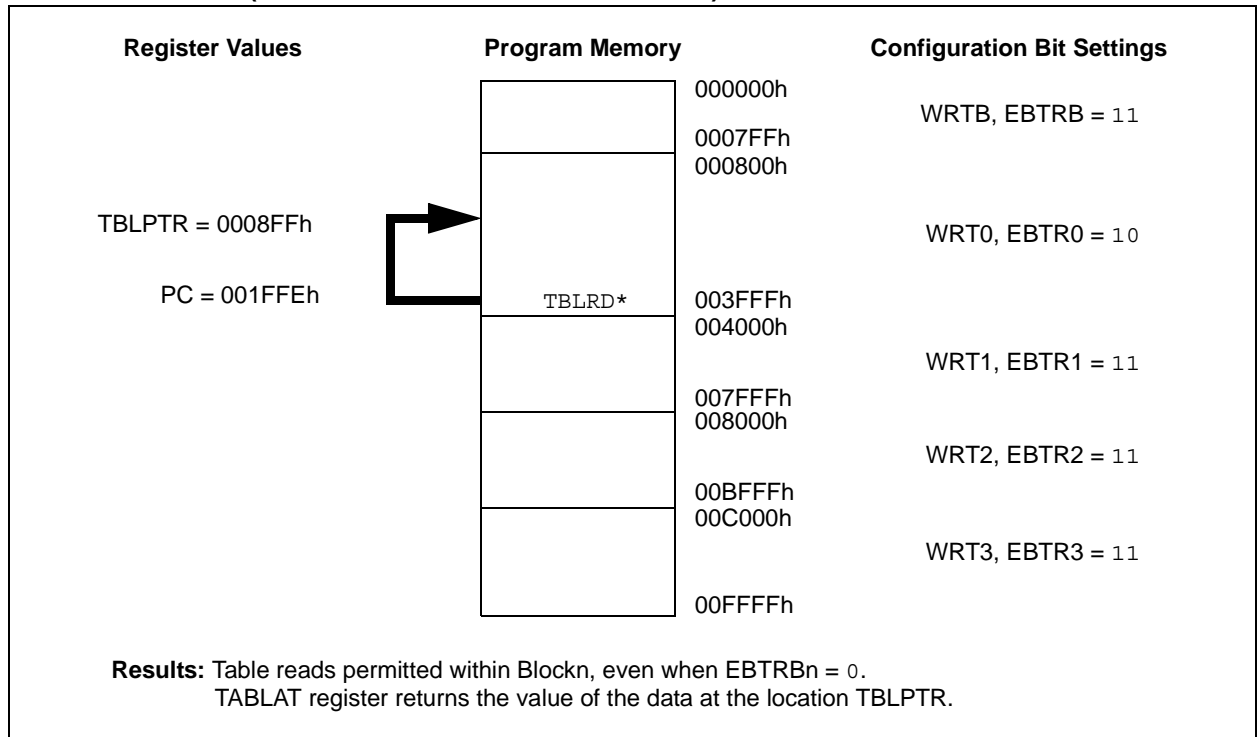 Register Values Program Memory Configuration Bit Settings
000000h
WRTB, EBTRB = 11
0007FFh
000800h
TBLPTR = 0008FFh
WRT0, EBTR0 = 10
PC = 001FFEh
TBLRD*
003FFFh
004000h
WRT1, EBTR1 = 11
007FFFh
008000h
WRT2, EBTR2 = 11
00BFFFh
00C000h
WRT3, EBTR3 = 11
00FFFFh
Results: Table reads permitted within Blockn, even when EBTRBn = 0.
TABLAT register returns the value of the data at the location TBLPTR.